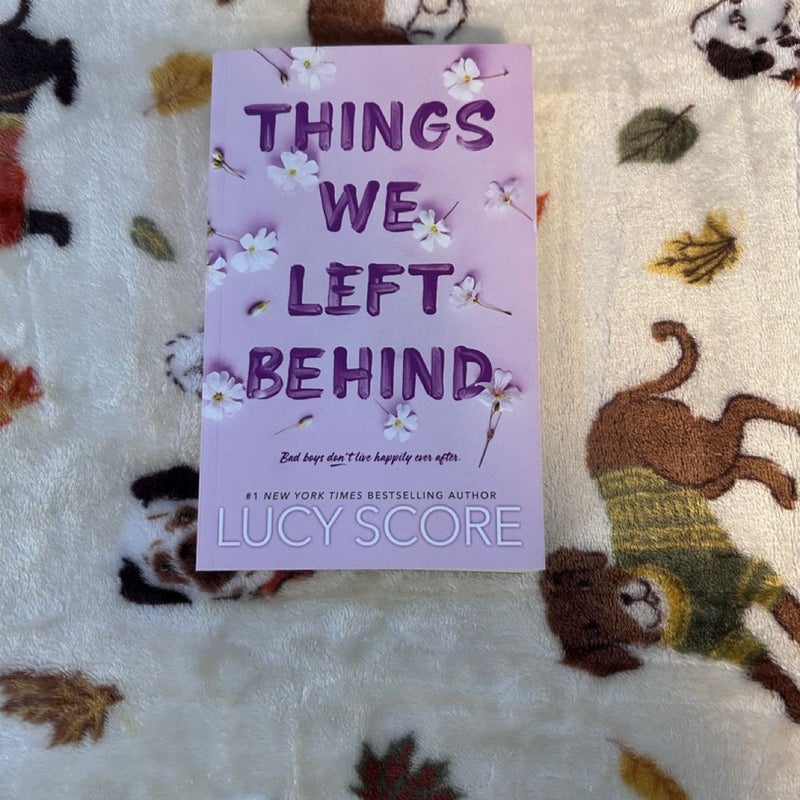 THINGS
WE
LEFT
BEHIND
Bad boys don't live happily ever after.
#1 NEW YORK TIMES BESTSELLING AUTHOR
LUCY SCORE